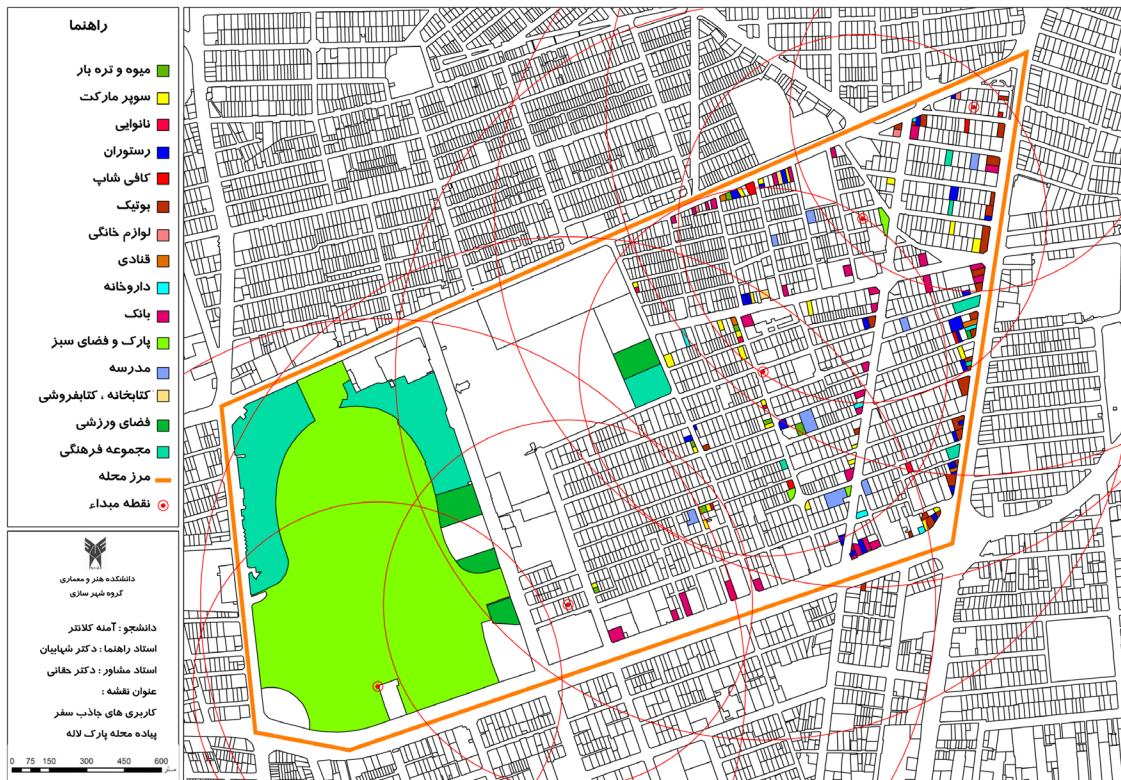 راهنما
میوه و تره بار
سوپر مارکت
نانوایی
رستوران
کافی شاپ
بوتیک
لوازم خانگی
قنادی
داروخانه
بانک
پارک و فضای سبز
مدرسه
کتابخانه ، کتابفروشی
فضای ورزشی
مجموعه فرهنگی
مرز محله
نقطه مبداء
دانشکده هنر و معماری
گروه شهر سازی
دانشجو : آمنه کلانتر
استاد راهنما : دکتر شهابیان
استاد مشاور : دکتر حقانی
عنوان نقشه :
کاربری های جاذب سفر
پیاده محله پارک لاله
0 75 150 300 450 600
متر